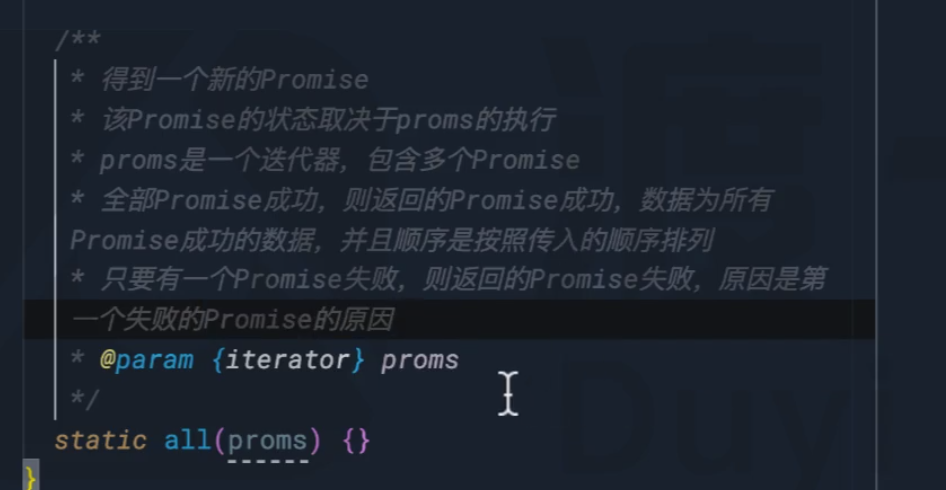 /**
* 得到一个新的Promise
* 该Promise的状态取决于proms的执行
* proms是一个迭代器，包含多个Promise
* 全部Promise成功，则返回的Promise成功，数据为所有
Promise成功的数据，并且顺序是按照传入的顺序排列
* 只要有一个Promise失败，则返回的Promise失败，原因是第
一个失败的Promise的原因
* @param {iterator} proms
*/
static all(proms) {}
}
Duyi